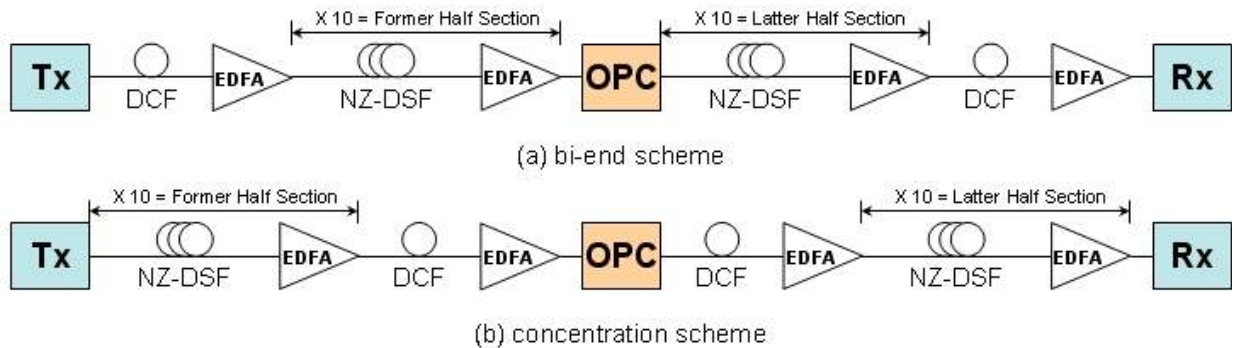 X 10 = Former Half Section
X 10 = Latter Half Section
Tx
DCF
EDFA
NZ-DSF
EDFA
OPC
NZ-DSF
EDFA
DCF
EDFA
Rx
(a) bi-end scheme
X 10 = Former Half Section
X 10 = Latter Half Section
Tx
NZ-DSF
EDFA
DCF
EDFA
OPC
DCF
EDFA
NZ-DSF
EDFA
Rx
(b) concentration scheme